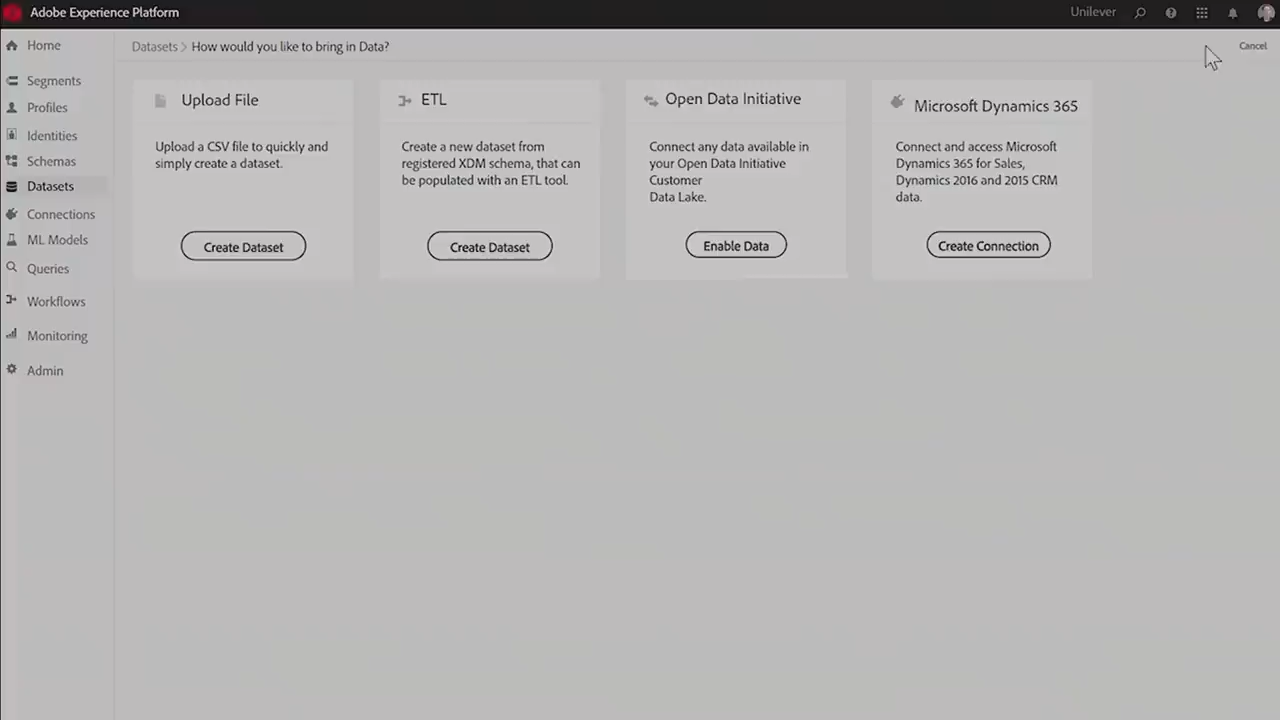 Adobe Experience Platform
Unilever
Home
Segments
Profiles
Identities
Schemas
Datasets
Connections
ML Models
Queries
Workflows
Monitoring
Admin
Datasets > How would you like to bring in Data?
Cancel
Upload File
Upload a CSV file to quickly and
simply create a dataset.
Create Dataset
ETL
Create a new dataset from
registered XDM schema, that can
be populated with an ETL tool.
Create Dataset
Open Data Initiative
Connect any data available in
your Open Data Initiative
Customer
Data Lake.
Enable Data
Microsoft Dynamics 365
Connect and access Microsoft
Dynamics 365 for Sales,
Dynamics 2016 and 2015 CRM
data.
Create Connection